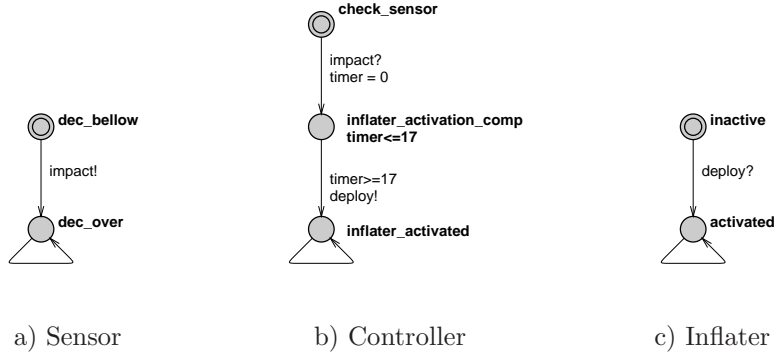 check_sensor
impact?
timer = 0
dec_bellow
inflater_activation_comp
timer<=17
inactive
impact!
timer>=17
deploy!
deploy?
dec_over
inflater_activated
activated
a) Sensor
b) Controller
c) Inflater